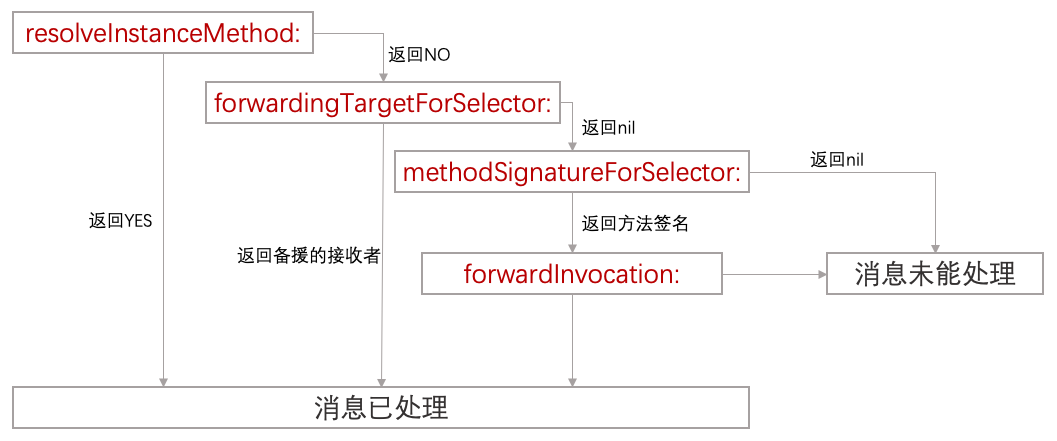 resolveInstanceMethod:
返回NO
forwardingTargetForSelector:
返回nil
methodSignatureForSelector:
返回nil
返回YES
返回方法签名
返回备援的接收者
forwardInvocation:
消息未能处理
消息已处理